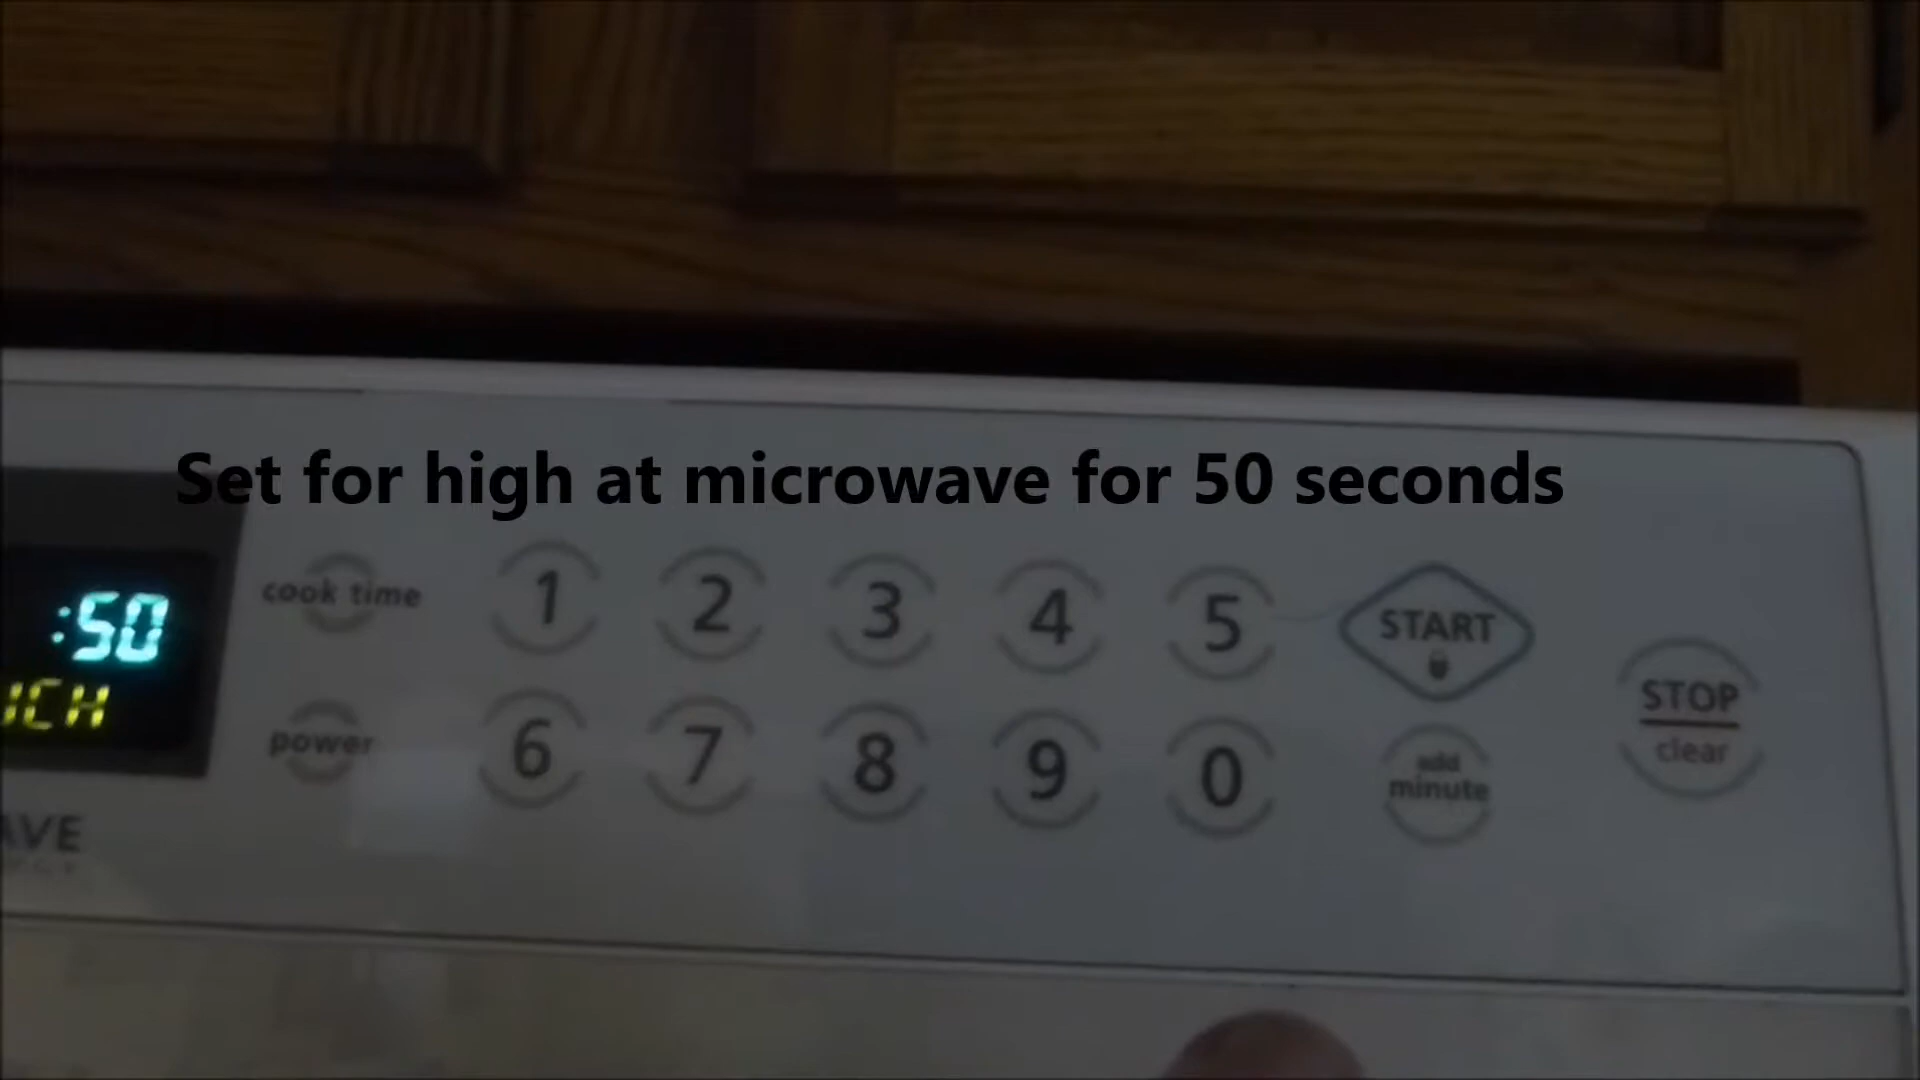 Set for high at microwave for 50 seconds
:50
cook time
1 2 3 4 5
START
STOP
clear
power
6 7 8 9 0
add
minute